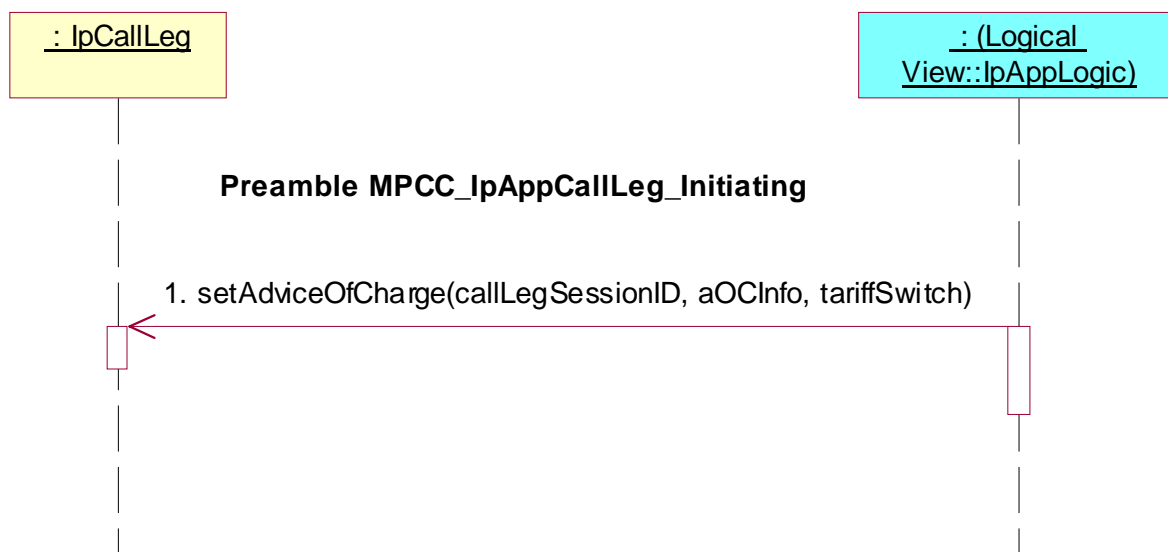 : IpCallLeg
: (Logical
View::IpAppLogic)
Preamble MPCC_IpAppCallLeg_Initiating
1. setAdviceOfCharge(callLegSessionID, aOCInfo, tariffSwitch)